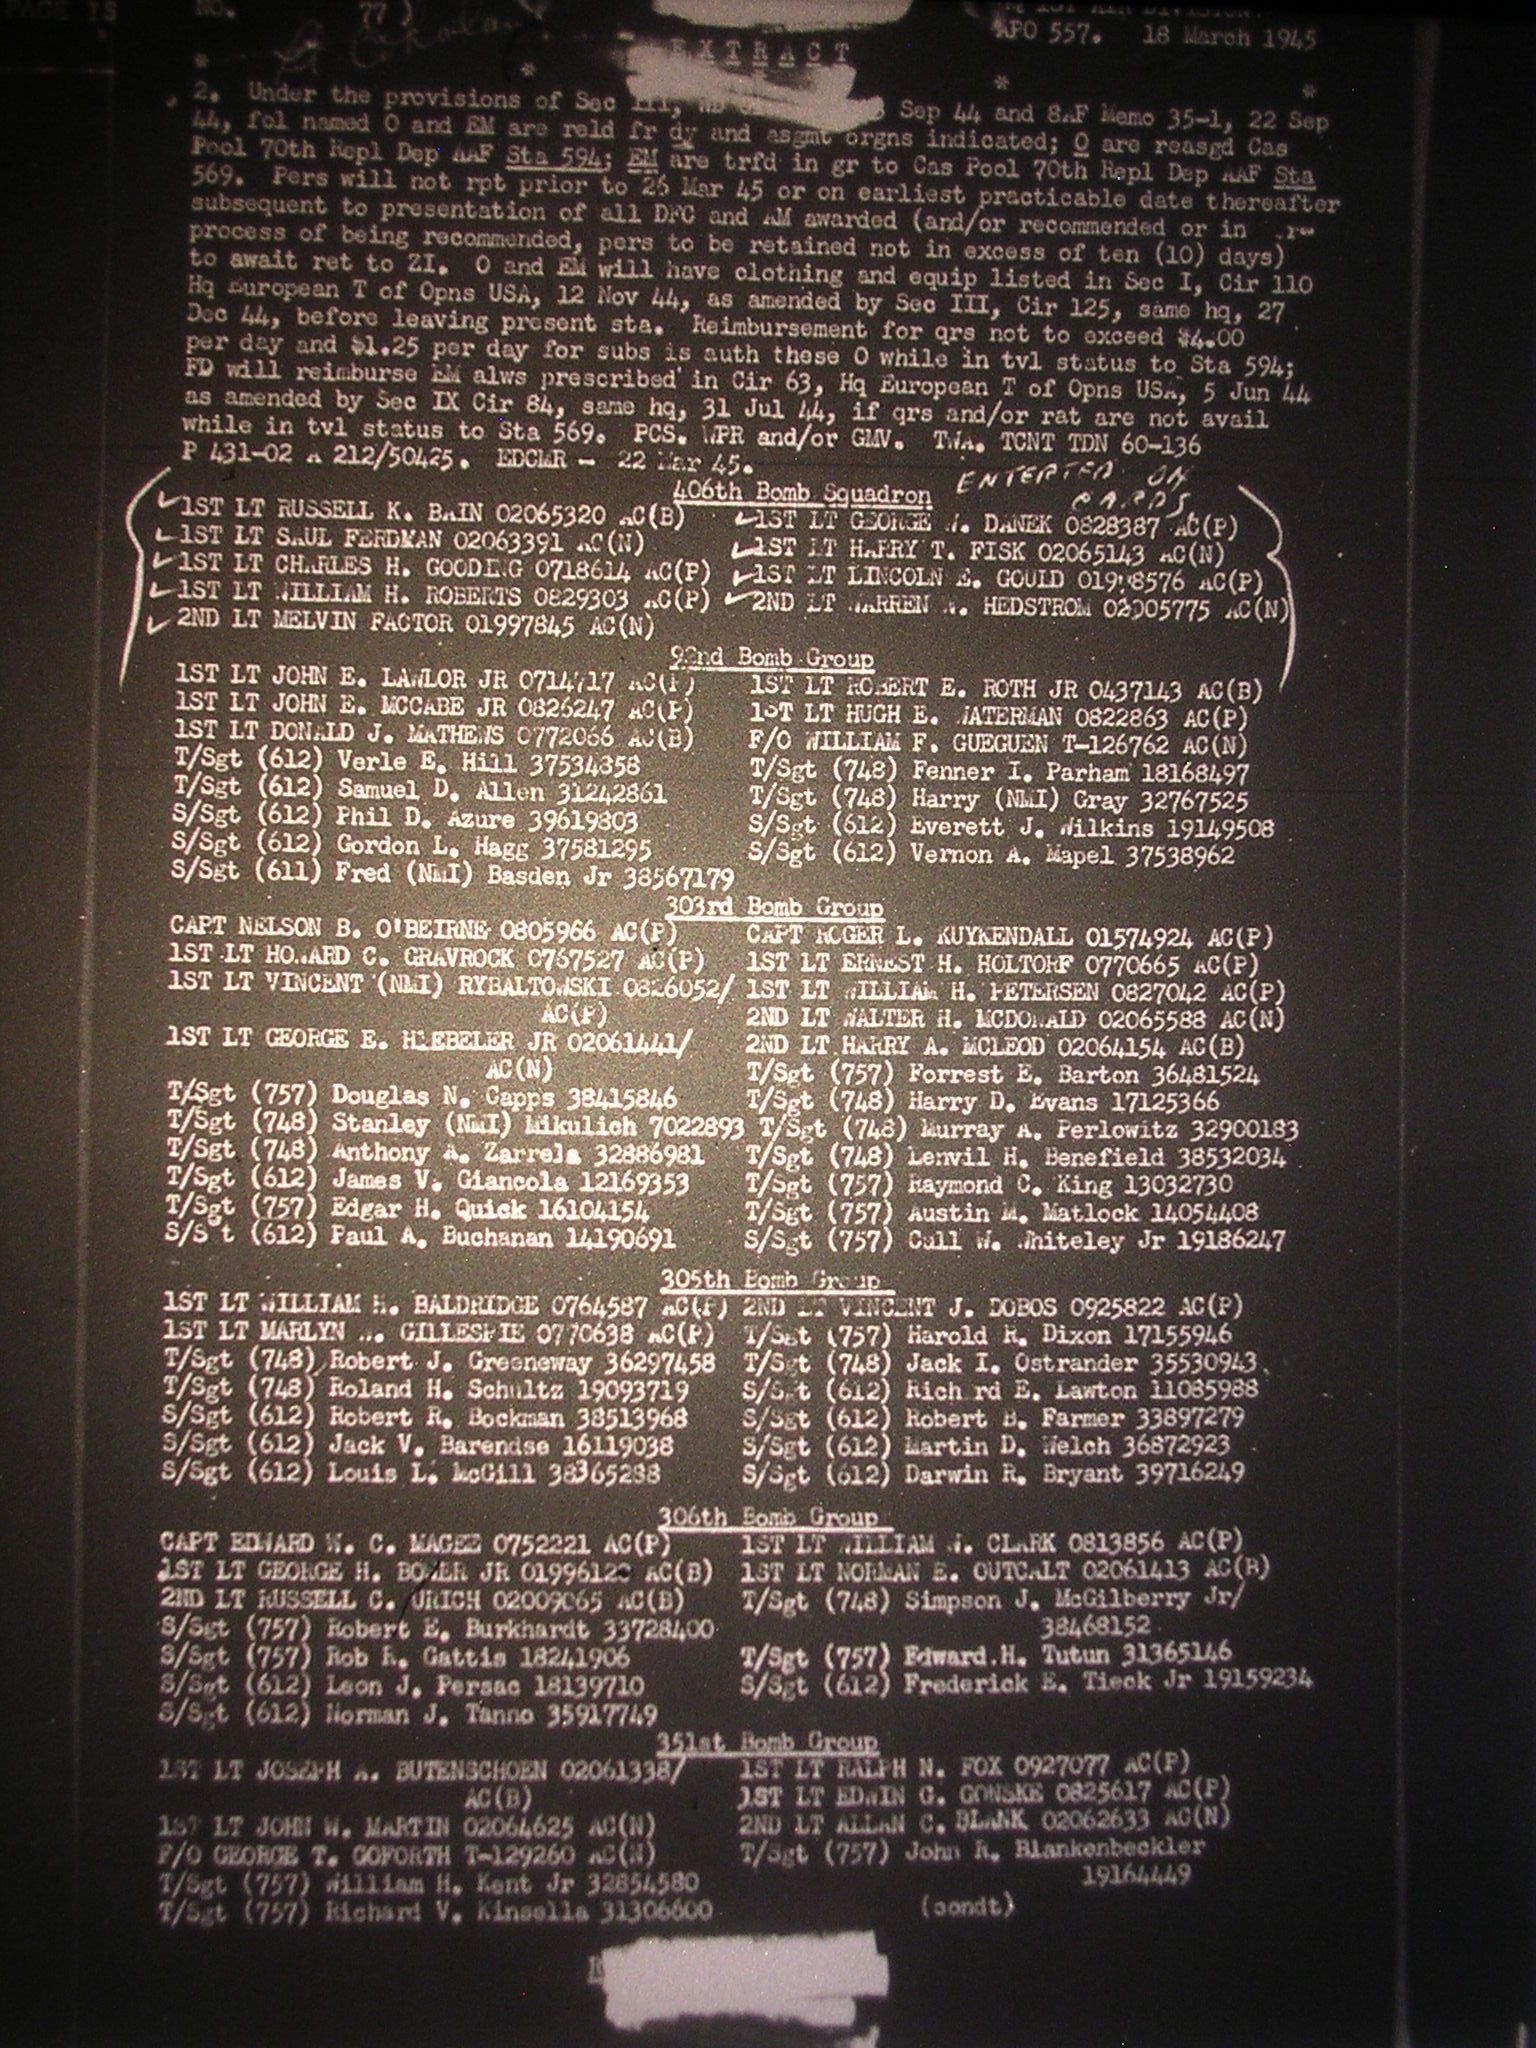 PAGE IS
NO. 77 )
1ST AIR DIVISION.
APO 557. 18 March 1945
EXTRACT
* * * *
2. Under the provisions of Sec III, Sep 44 and 8AF Memo 35-1, 22 Sep
44, fol named O and EM are reld fr dy and asgmt orgns indicated; O are reasgd Cas
Pool 70th Repl Dep AAF Sta 594; EM are trfd in gr to Cas Pool 70th Repl Dep AAF Sta
569. Pers will not rpt prior to 26 Mar 45 or on earliest practicable date thereafter
subsequent to presentation of all DFC and AM awarded (and/or recommended or in
process of being recommended, pers to be retained not in excess of ten (10) days)
to await ret to ZI. O and EM will have clothing and equip listed in Sec I, Cir 110
Hq European T of Opns USA, 12 Nov 44, as amended by Sec III, Cir 125, same hq, 27
Dec 44, before leaving present sta. Reimbursement for qrs not to exceed $4.00
per day and $1.25 per day for subs is auth these O while in tvl status to Sta 594;
FD will reimburse EM alws prescribed in Cir 63, Hq European T of Opns USA, 5 Jun 44
as amended by Sec IX Cir 84, same hq, 31 Jul 44, if qrs and/or rat are not avail
while in tvl status to Sta 569. PCS. WPR and/or GMV. TWA. TCNT TDN 60-136
P 431-02 A 212/50425. EDCMR - 22 Mar 45.
ENTERED ON
CARDS
406th Bomb Squadron
1ST LT RUSSELL K. BAIN 02065320 AC(B) 1ST LT GEORGE W. DANEK 0828387 AC(P)
1ST LT SAUL FERDMAN 02063391 AC(N) 1ST LT HARRY T. FISK 02065143 AC(N)
1ST LT CHARLES H. GOODING 0718614 AC(P) 1ST LT LINCOLN E. GOULD AC(P)
1ST LT WILLIAM H. ROBERTS 0829303 AC(P) 2ND LT WARREN W. HEDSTROM 02005775 AC(N)
2ND LT MELVIN FACTOR 01997845 AC(N)
92nd Bomb Group
1ST LT JOHN E. LAWLOR JR 0714717 AC(P) 1ST LT ROBERT E. ROTH JR 0437143 AC(B)
1ST LT JOHN E. MCCABE JR 0826247 AC(P) 1ST LT HUGH E. WATERMAN 0822863 AC(P)
1ST LT DONALD J. MATHEWS 0772066 AC(B) F/O WILLIAM F. GUEGUEN T-126762 AC(N)
T/Sgt (612) Verle E. Hill 37534358 T/Sgt (748) Fenner I. Parham 18168497
T/Sgt (612) Samuel D. Allen 31242861 T/Sgt (748) Harry (NMI) Gray 32767525
S/Sgt (612) Phil D. Azure 39619803 S/Sgt (612) Everett J. Wilkins 19149508
S/Sgt (612) Gordon L. Hagg 37581295 S/Sgt (612) Vernon A. Mapel 37538962
S/Sgt (611) Fred (NMI) Basden Jr 38567179
303rd Bomb Group
CAPT NELSON B. O'BEIRNE 0805966 AC(P) CAPT ROGER L. KUYKENDALL 01574924 AC(P)
1ST LT HOWARD C. GRAVROCK 0767527 AC(P) 1ST LT ERNEST H. HOLTORF 0770665 AC(P)
1ST LT VINCENT (NMI) RYBALTOWSKI 0826052/ 1ST LT WILLIAM H. PETERSEN 0827042 AC(P)
AC(P) 2ND LT WALTER H. MCDONALD 02065588 AC(N)
1ST LT GEORGE E. HIEBELER JR 02061441/ 2ND LT HARRY A. MCLEOD 02064154 AC(B)
AC(N) T/Sgt (757) Forrest E. Barton 36481524
T/Sgt (757) Douglas N. Capps 38415846 T/Sgt (748) Harry D. Evans 17125366
T/Sgt (748) Stanley (NMI) Mikulich 7022893 T/Sgt (748) Murray A. Perlowitz 32900183
T/Sgt (748) Anthony A. Zarrela 32886981 T/Sgt (748) Lenvil H. Benefield 38532034
T/Sgt (612) James V. Giancola 12169353 T/Sgt (757) Raymond C. King 13032730
T/Sgt (757) Edgar H. Quick 16104154 T/Sgt (757) Austin M. Matlock 14054408
S/Sgt (612) Paul A. Buchanan 14190691 S/Sgt (757) Cull W. Whiteley Jr 19186247
305th Bomb Group
1ST LT WILLIAM H. BALDRIDGE 0764587 AC(P) 2ND LT VINCENT J. DOBOS 0925822 AC(P)
1ST LT MARLYN GILLESPIE 0770638 AC(P) T/Sgt (757) Harold R. Dixon 17155946
T/Sgt (748) Robert J. Greeneway 36297458 T/Sgt (748) Jack I. Ostrander 35530943
T/Sgt (748) Roland H. Schultz 19093719 S/Sgt (612) Richard E. Lawton 11085988
S/Sgt (612) Robert R. Bockman 38513968 S/Sgt (612) Robert B. Farmer 33897279
S/Sgt (612) Jack V. Barendse 16119038 S/Sgt (612) Martin D. Welch 36872923
S/Sgt (612) Louis L. McGill 38365288 S/Sgt (612) Darwin R. Bryant 39716249
306th Bomb Group
CAPT EDWARD W. C. MAGEE 0752221 AC(P) 1ST LT WILLIAM W. CLARK 0813856 AC(P)
1ST LT GEORGE H. JR AC(B) 1ST LT NORMAN E. OUTCALT 02061413 AC(B)
2ND LT RUSSELL C. URICH 02009065 AC(B) T/Sgt (748) Simpson J. McGilberry Jr/
S/Sgt (757) Robert E. Burkhardt 33728400 38468152
S/Sgt (757) Rob R. Gattis 18241906 T/Sgt (757) Edward H. Tutun 31365146
S/Sgt (612) Leon J. Persac 18139710 S/Sgt (612) Frederick E. Tieck Jr 19159234
S/Sgt (612) Norman J. Tanno 35917749
351st Bomb Group
1ST LT JOSEPH A. BUTENSCHOEN 02061338/ 1ST LT RALPH N. FOX 0927077 AC(P)
AC(B) 1ST LT EDWIN G. GONSKE 0825617 AC(P)
1ST LT JOHN W. MARTIN 02064625 AC(N) 2ND LT ALLAN C. BLANK 02062633 AC(N)
F/O GEORGE T. GOFORTH T-129260 AC(N) T/Sgt (757) John R. Blankenbeckler
T/Sgt (757) William H. Kent Jr 32854580 19164449
T/Sgt (757) Richard V. Kinsella 31306600 (contd)